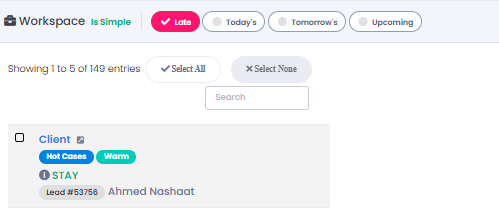 Workspace Is Simple Late Today's Tomorrow's Upcoming
Showing 1 to 5 of 149 entries Select All Select None
Search
Client
Hot Cases Warm
STAY
Lead #53756 Ahmed Nashaat